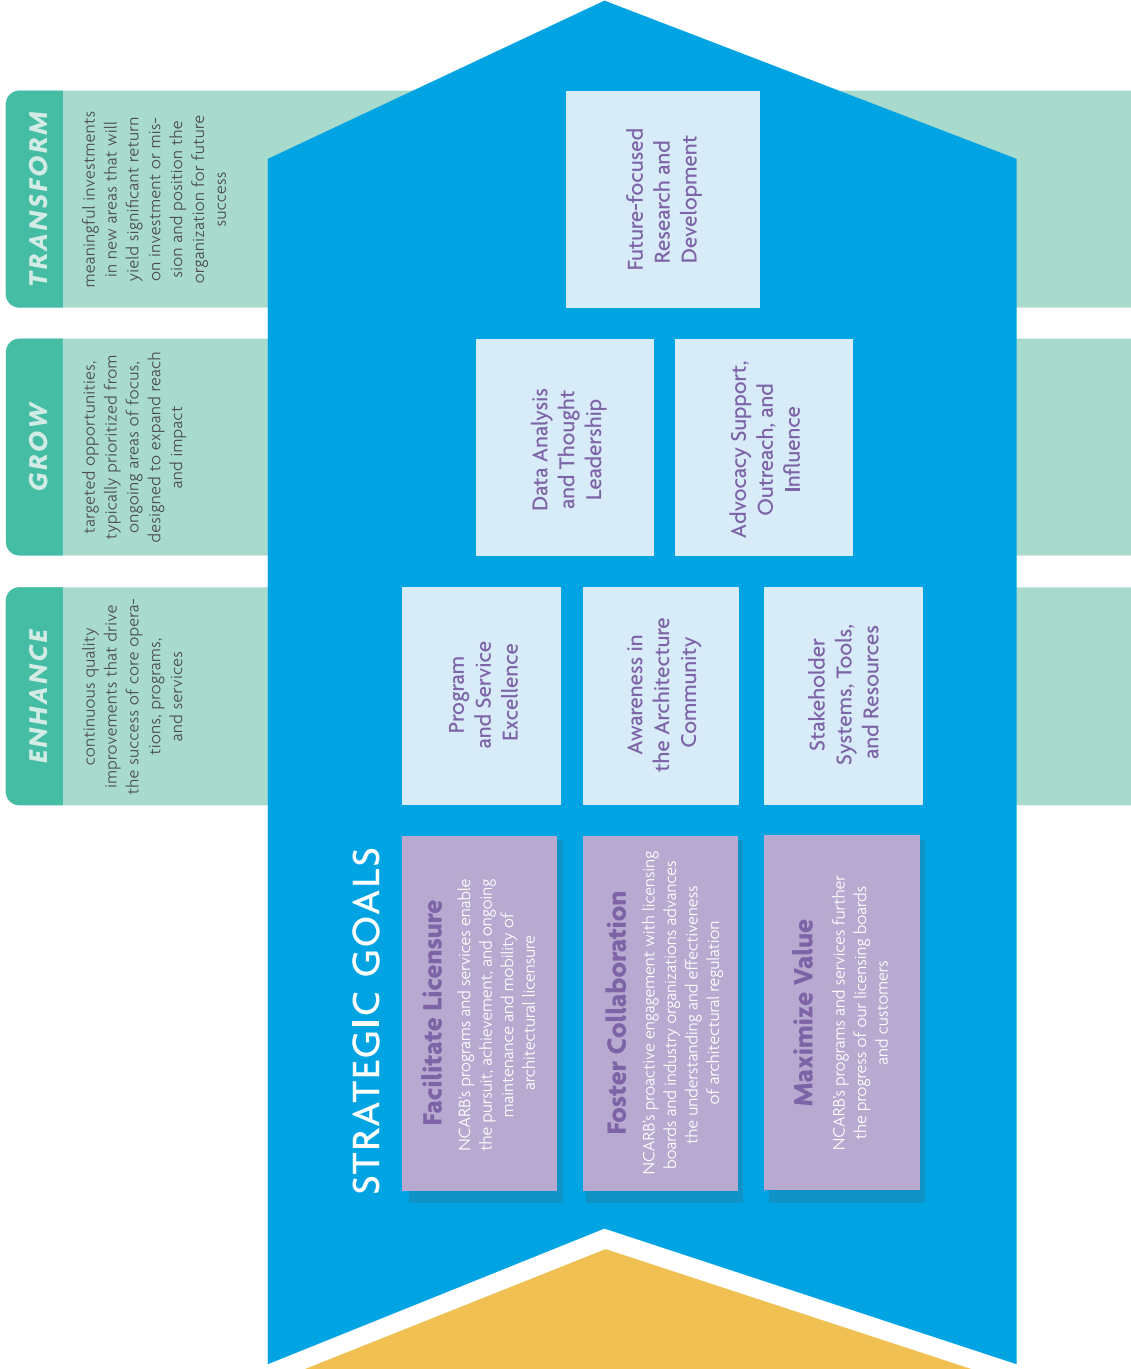 STRATEGIC GOALS
Facilitate Licensure
NCARB's programs and services enable
the pursuit, achievement, and ongoing
maintenance and mobility of
architectural licensure
Foster Collaboration
NCARB's proactive engagement with licensing
boards and industry organizations advances
the understanding and effectiveness
of architectural regulation
Maximize Value
NCARB's programs and services further
the progress of our licensing boards
and customers
ENHANCE
continuous quality
improvements that drive
the success of core opera-
tions, programs,
and services
Program
and Service
Excellence
Awareness in
the Architecture
Community
Stakeholder
Systems, Tools,
and Resources
GROW
targeted opportunities,
typically prioritized from
ongoing areas of focus,
designed to expand reach
and impact
Data Analysis
and Thought
Leadership
Advocacy Support,
Outreach, and
Influence
TRANSFORM
meaningful investments
in new areas that will
yield significant return
on investment or mis-
sion and position the
organization for future
success
Future-focused
Research and
Development